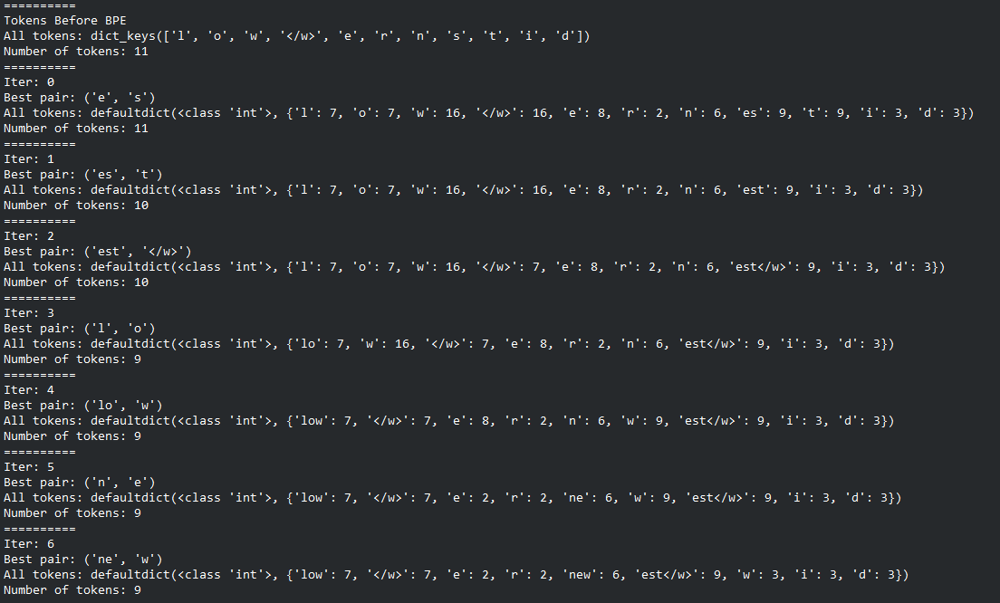 ==========
Tokens Before BPE
All tokens: dict_keys(['l', 'o', 'w', '</w>', 'e', 'r', 'n', 's', 't', 'i', 'd'])
Number of tokens: 11
==========
Iter: 0
Best pair: ('e', 's')
All tokens: defaultdict(<class 'int'>, {'l': 7, 'o': 7, 'w': 16, '</w>': 16, 'e': 8, 'r': 2, 'n': 6, 'es': 9, 't': 9, 'i': 3, 'd': 3})
Number of tokens: 11
==========
Iter: 1
Best pair: ('es', 't')
All tokens: defaultdict(<class 'int'>, {'l': 7, 'o': 7, 'w': 16, '</w>': 16, 'e': 8, 'r': 2, 'n': 6, 'est': 9, 'i': 3, 'd': 3})
Number of tokens: 10
==========
Iter: 2
Best pair: ('est', '</w>')
All tokens: defaultdict(<class 'int'>, {'l': 7, 'o': 7, 'w': 16, '</w>': 7, 'e': 8, 'r': 2, 'n': 6, 'est</w>': 9, 'i': 3, 'd': 3})
Number of tokens: 10
==========
Iter: 3
Best pair: ('l', 'o')
All tokens: defaultdict(<class 'int'>, {'lo': 7, 'w': 16, '</w>': 7, 'e': 8, 'r': 2, 'n': 6, 'est</w>': 9, 'i': 3, 'd': 3})
Number of tokens: 9
==========
Iter: 4
Best pair: ('lo', 'w')
All tokens: defaultdict(<class 'int'>, {'low': 7, '</w>': 7, 'e': 8, 'r': 2, 'n': 6, 'w': 9, 'est</w>': 9, 'i': 3, 'd': 3})
Number of tokens: 9
==========
Iter: 5
Best pair: ('n', 'e')
All tokens: defaultdict(<class 'int'>, {'low': 7, '</w>': 7, 'e': 2, 'r': 2, 'ne': 6, 'w': 9, 'est</w>': 9, 'i': 3, 'd': 3})
Number of tokens: 9
==========
Iter: 6
Best pair: ('ne', 'w')
All tokens: defaultdict(<class 'int'>, {'low': 7, '</w>': 7, 'e': 2, 'r': 2, 'new': 6, 'est</w>': 9, 'w': 3, 'i': 3, 'd': 3})
Number of tokens: 9